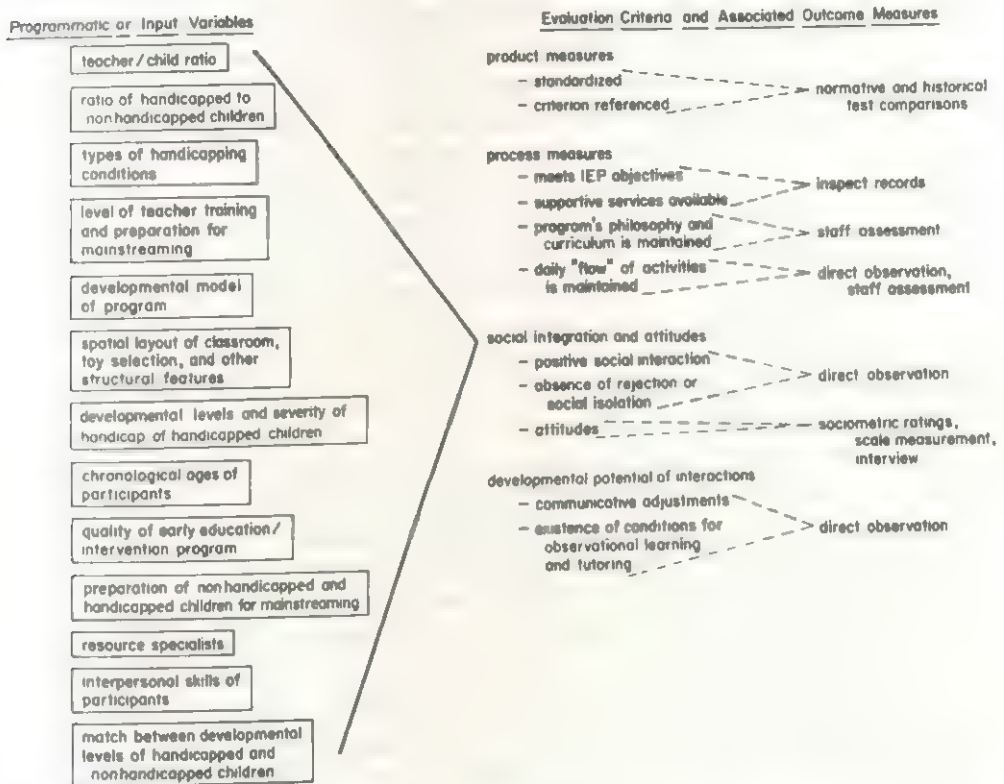 Programmatic or Input Variables
teacher/child ratio
ratio of handicapped to
nonhandicapped children
types of handicapping
conditions
level of teacher training
and preparation for
mainstreaming
developmental model
of program
spatial layout of classroom,
toy selection, and other
structural features
developmental levels and severity of
handicap of handicapped children
chronological ages of
participants
quality of early education/
intervention program
preparation of nonhandicapped and
handicapped children for mainstreaming
resource specialists
interpersonal skills of
participants
match between developmental
levels of handicapped and
nonhandicapped children
Evaluation Criteria and Associated Outcome Measures
product measures
- standardized
- criterion referenced
normative and historical
test comparisons
process measures
- meets IEP objectives
- supportive services available
inspect records
- program's philosophy and
curriculum is maintained
staff assessment
- daily "flow" of activities
is maintained
direct observation,
staff assessment
social integration and attitudes
- positive social interaction
- absence of rejection or
social isolation
direct observation
- attitudes
sociometric ratings,
scale measurement,
interview
developmental potential of interactions
- communicative adjustments
- existence of conditions for
observational learning
and tutoring
direct observation